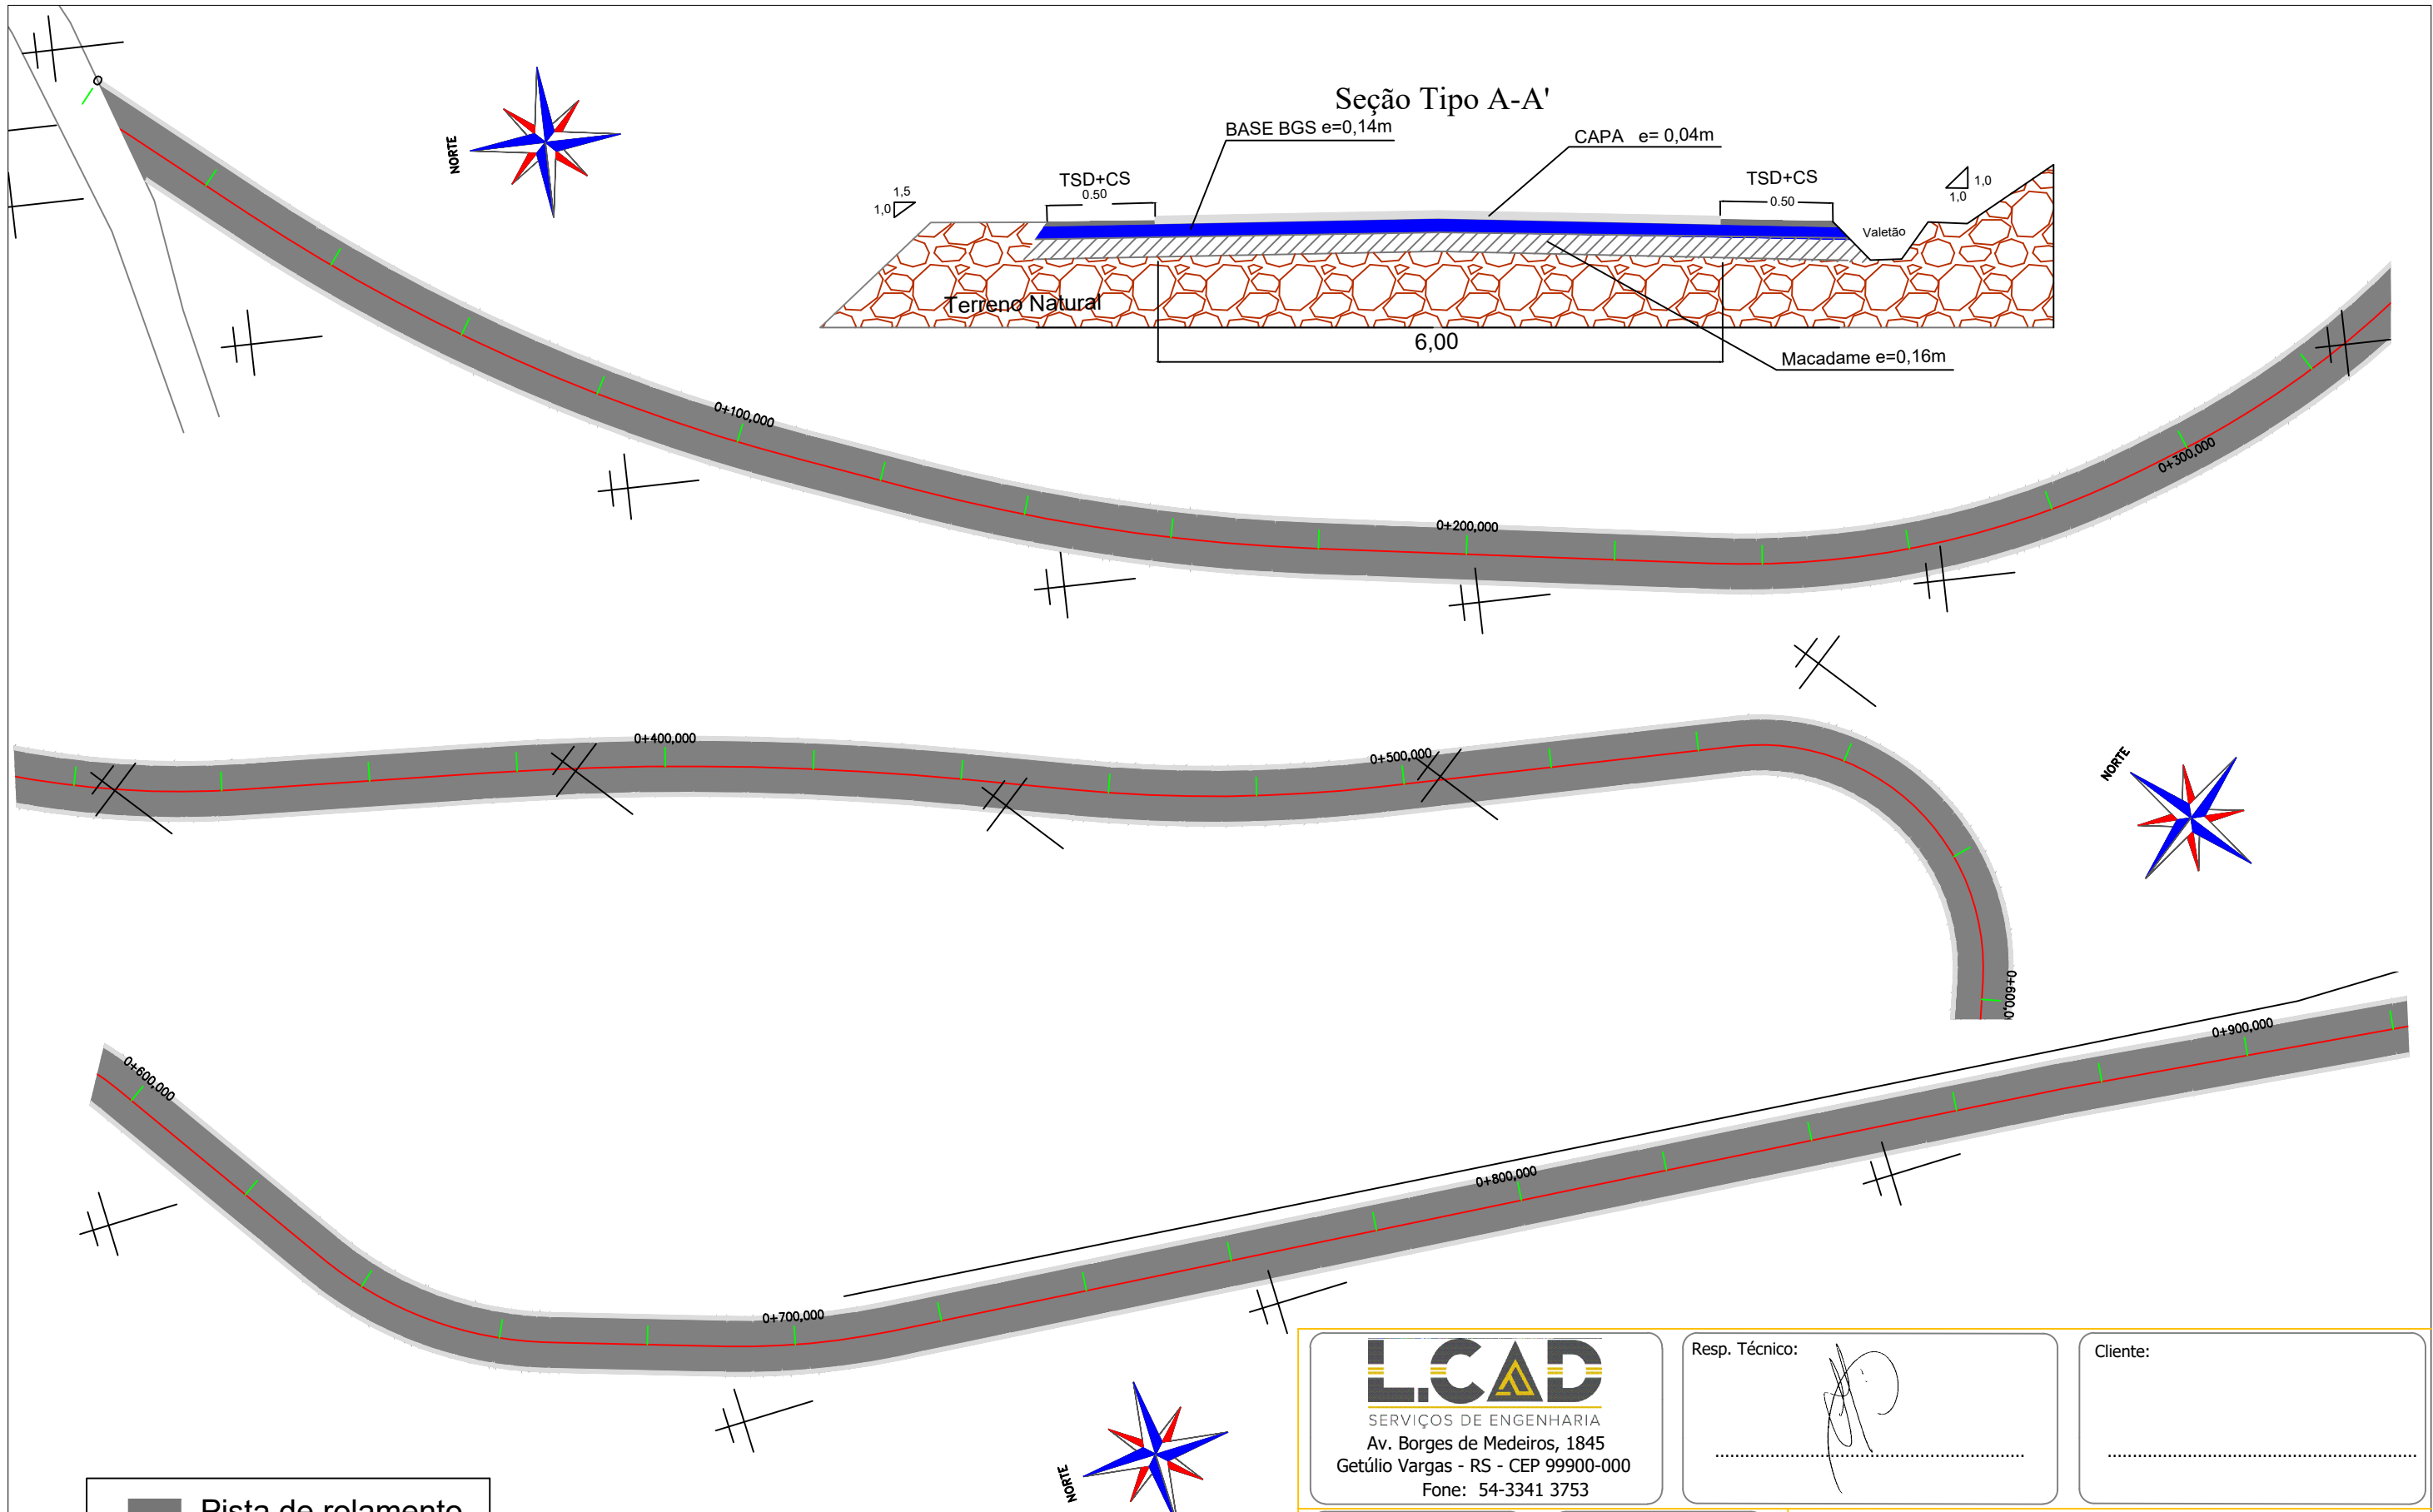 Seção Tipo A-A'
BASE BGS e=0,14m
CAPA e= 0,04m
NORTE
TSD+CS
0.50
TSD+CS
0.50
1,5
1,0
1,0
1,0
Valetão
Terreno Natural
6,00
Macadame e=0,16m
0
0+100,000
0+200,000
0+300,000
0+400,000
0+500,000
NORTE
0+600,0
0+600,000
0+700,000
0+800,000
0+900,000
NORTE
Pista de rolamento
L.CAD
SERVIÇOS DE ENGENHARIA
Av. Borges de Medeiros, 1845
Getúlio Vargas - RS - CEP 99900-000
Fone: 54-3341 3753
Resp. Técnico:
Cliente: